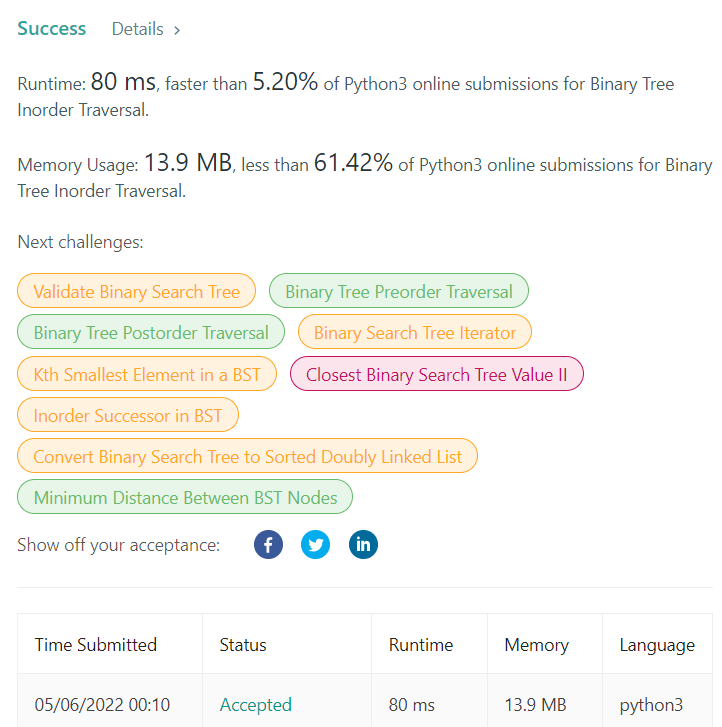 Success Details >
Runtime: 80 ms, faster than 5.20% of Python3 online submissions for Binary Tree
Inorder Traversal.
Memory Usage: 13.9 MB, less than 61.42% of Python3 online submissions for Binary
Tree Inorder Traversal.
Next challenges:
Validate Binary Search Tree Binary Tree Preorder Traversal
Binary Tree Postorder Traversal Binary Search Tree Iterator
Kth Smallest Element in a BST Closest Binary Search Tree Value II
Inorder Successor in BST
Convert Binary Search Tree to Sorted Doubly Linked List
Minimum Distance Between BST Nodes
Show off your acceptance: f in
Time Submitted Status Runtime Memory Language
05/06/2022 00:10 Accepted 80 ms 13.9 MB python3